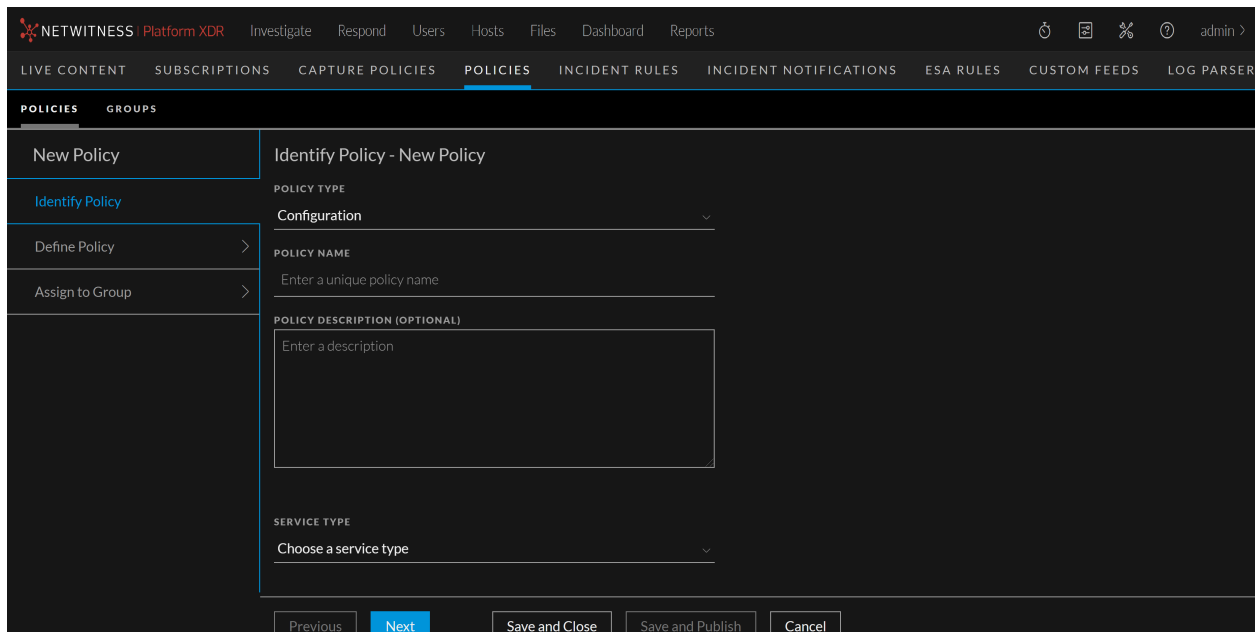 NETWITNESS Platform XDR Investigate Respond Users Hosts Files Dashboard Reports admin >
LIVE CONTENT SUBSCRIPTIONS CAPTURE POLICIES POLICIES INCIDENT RULES INCIDENT NOTIFICATIONS ESA RULES CUSTOM FEEDS LOG PARSER
POLICIES GROUPS
New Policy
Identify Policy
Define Policy
Assign to Group
Identify Policy - New Policy
POLICY TYPE
Configuration
POLICY NAME
Enter a unique policy name
POLICY DESCRIPTION (OPTIONAL)
Enter a description
SERVICE TYPE
Choose a service type
Previous Next Save and Close Save and Publish Cancel